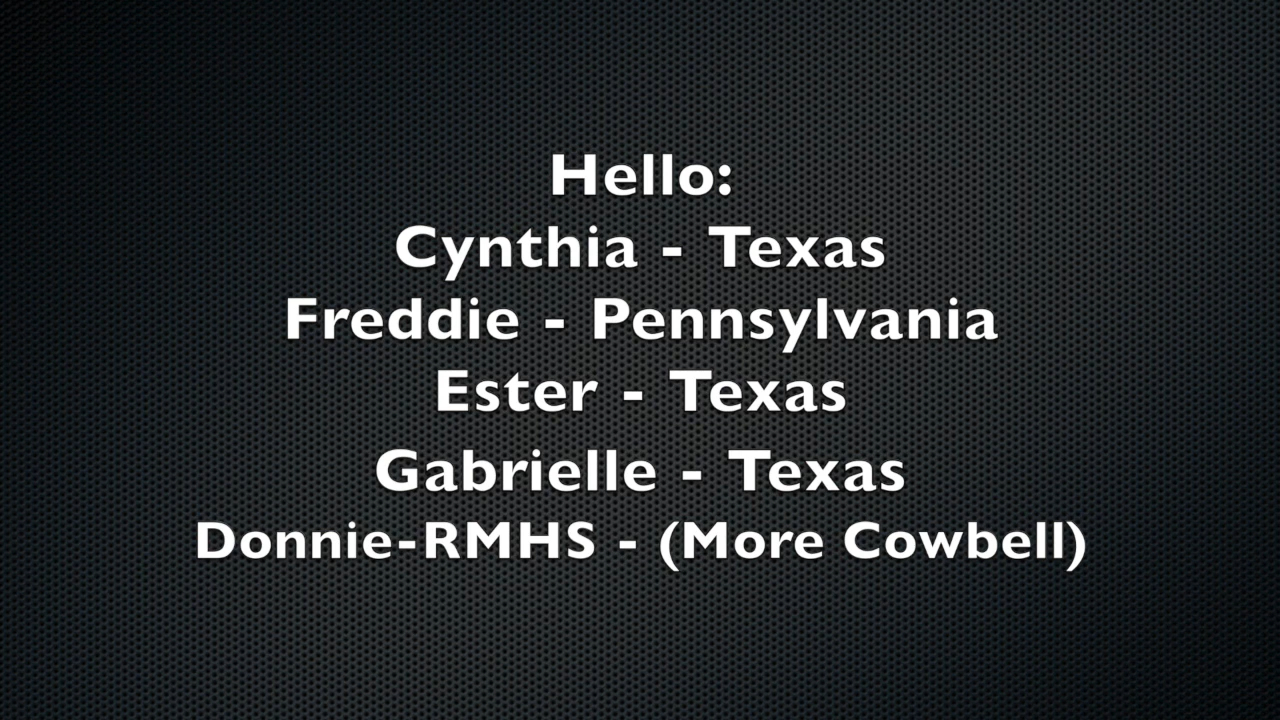 Hello:
Cynthia - Texas
Freddie - Pennsylvania
Ester - Texas
Gabrielle - Texas
Donnie-RMHS - (More Cowbell)